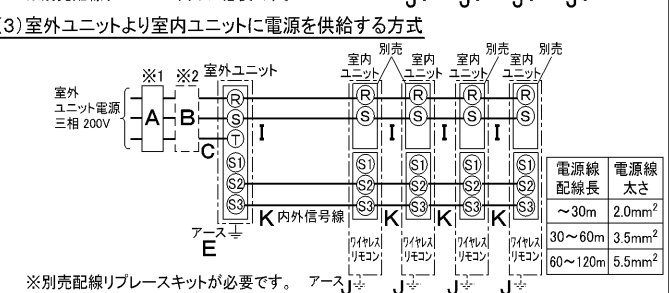 (3)室外ユニットより室内ユニットに電源を供給する方式
※1 ※2 室外ユニット
室内ユニット 別売 室内ユニット 室内ユニット 別売 室内ユニット 別売
室外
ユニット電源
三相 200V
A B C
R S T S1 S2 S3
I I I I
R S S1 S2 S3
R S S1 S2 S3
R S S1 S2 S3
R S S1 S2 S3
K 内外信号線 K K K
アース
E
ワイヤレスリモコン ワイヤレスリモコン ワイヤレスリモコン ワイヤレスリモコン
アース J J J J
電源線配線長 電源線太さ
～30m 2.0mm²
30～60m 3.5mm²
60～120m 5.5mm²
※別売配線リプレースキットが必要です。